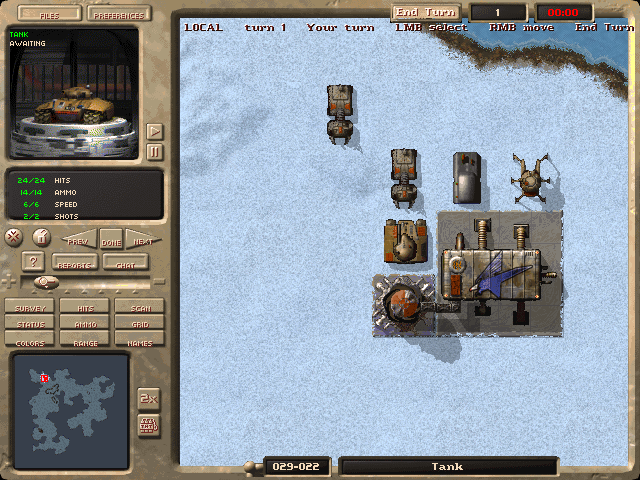 FILES
PREFERENCES
End Turn
1
00:00
LOCAL turn 1 Your turn LMB select RMB move End Turn
TANK
AWAITING
24/24 HITS
14/14 AMMO
6/6 SPEED
2/2 SHOTS
PREV
DONE
NEXT
?
REPORTS
CHAT
SURVEY
HITS
SCAN
STATUS
AMMO
GRID
COLORS
RANGE
NAMES
2x
029-022
Tank